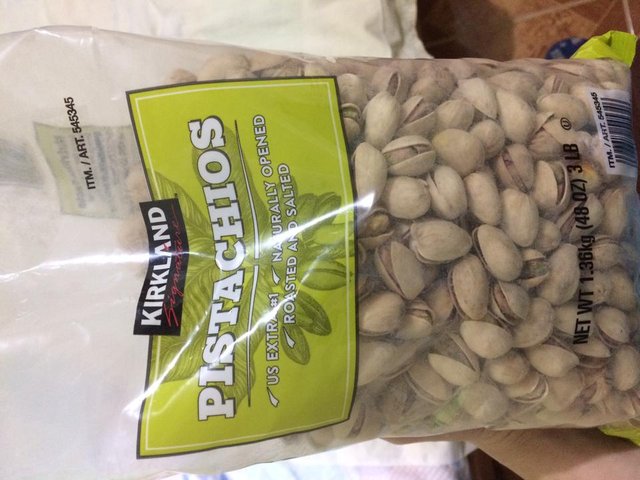 ITM. / ART. 545345
KIRKLAND
Signature
PISTACHIOS
US EXTRA #1
NATURALLY OPENED
ROASTED AND SALTED
NET WT 1.36kg (48 OZ) 3 LB
ITM./ART. 545345